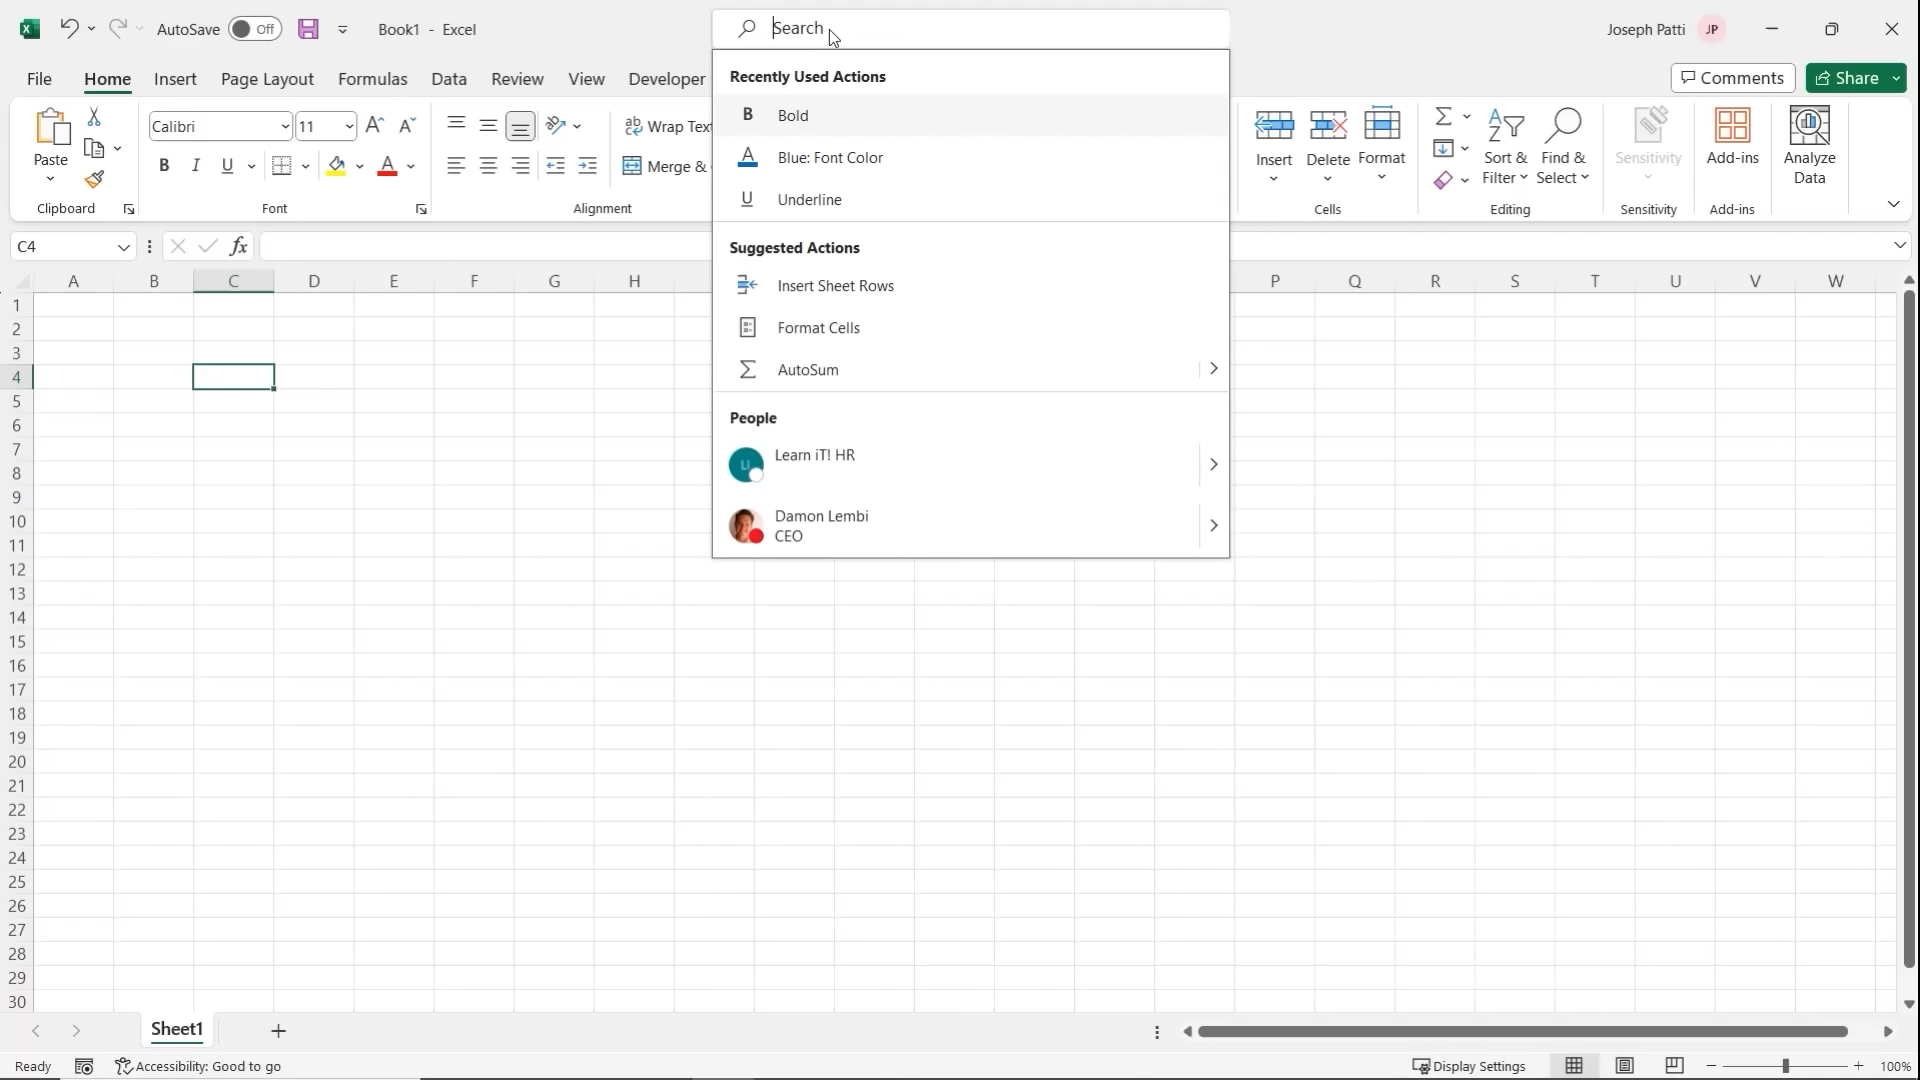 AutoSave Off Book1 - Excel Search Joseph Patti JP
File Home Insert Page Layout Formulas Data Review View Developer Comments Share
Recently Used Actions
Bold
Blue: Font Color
Underline
Suggested Actions
Insert Sheet Rows
Format Cells
AutoSum
People
LI Learn iT! HR
Damon Lembi
CEO
Paste
Clipboard
Calibri 11
B I U
Font
ab Wrap Text
Merge &
Alignment
Insert Delete Format
Cells
Sort & Filter
Find & Select
Editing
Sensitivity
Sensitivity
Add-ins
Add-ins
Analyze Data
C4 fx
A B C D E F G H P Q R S T U V W
1
2
3
4
5
6
7
8
9
10
11
12
13
14
15
16
17
18
19
20
21
22
23
24
25
26
27
28
29
30
Sheet1
Ready Accessibility: Good to go Display Settings 100%